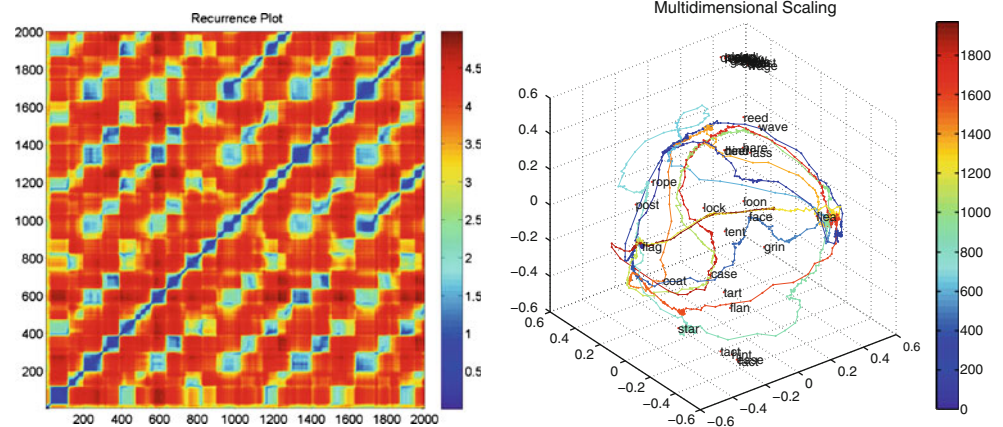 Recurrence Plot
2000
1800
1600
1400
1200
1000
800
600
400
200
200 400 600 800 1000 1200 1400 1600 1800 2000
4.5
4
3.5
3
2.5
2
1.5
1
0.5
Multidimensional Scaling
wage
0.6
0.4
0.2
0
−0.2
−0.4
−0.6
reed
wave
hare
rope
post
lock
loon
face
flea
tent
grin
flag
coat
case
tart
flan
star
tact
0.6
0.4
0.2
0
−0.2
−0.4
−0.6
−0.6
−0.4
−0.2
0
0.2
0.4
0.6
1800
1600
1400
1200
1000
800
600
400
200
0